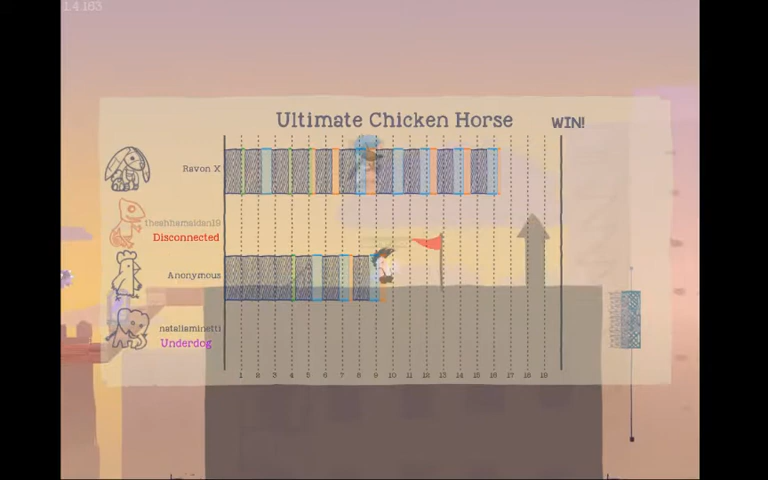 1.4.163
Ultimate Chicken Horse
WIN!
Ravon X
Disconnected
Anonymous
nataliaminetti
Underdog
1 2 3 4 5 6 7 8 9 10 11 12 13 14 15 16 17 18 19